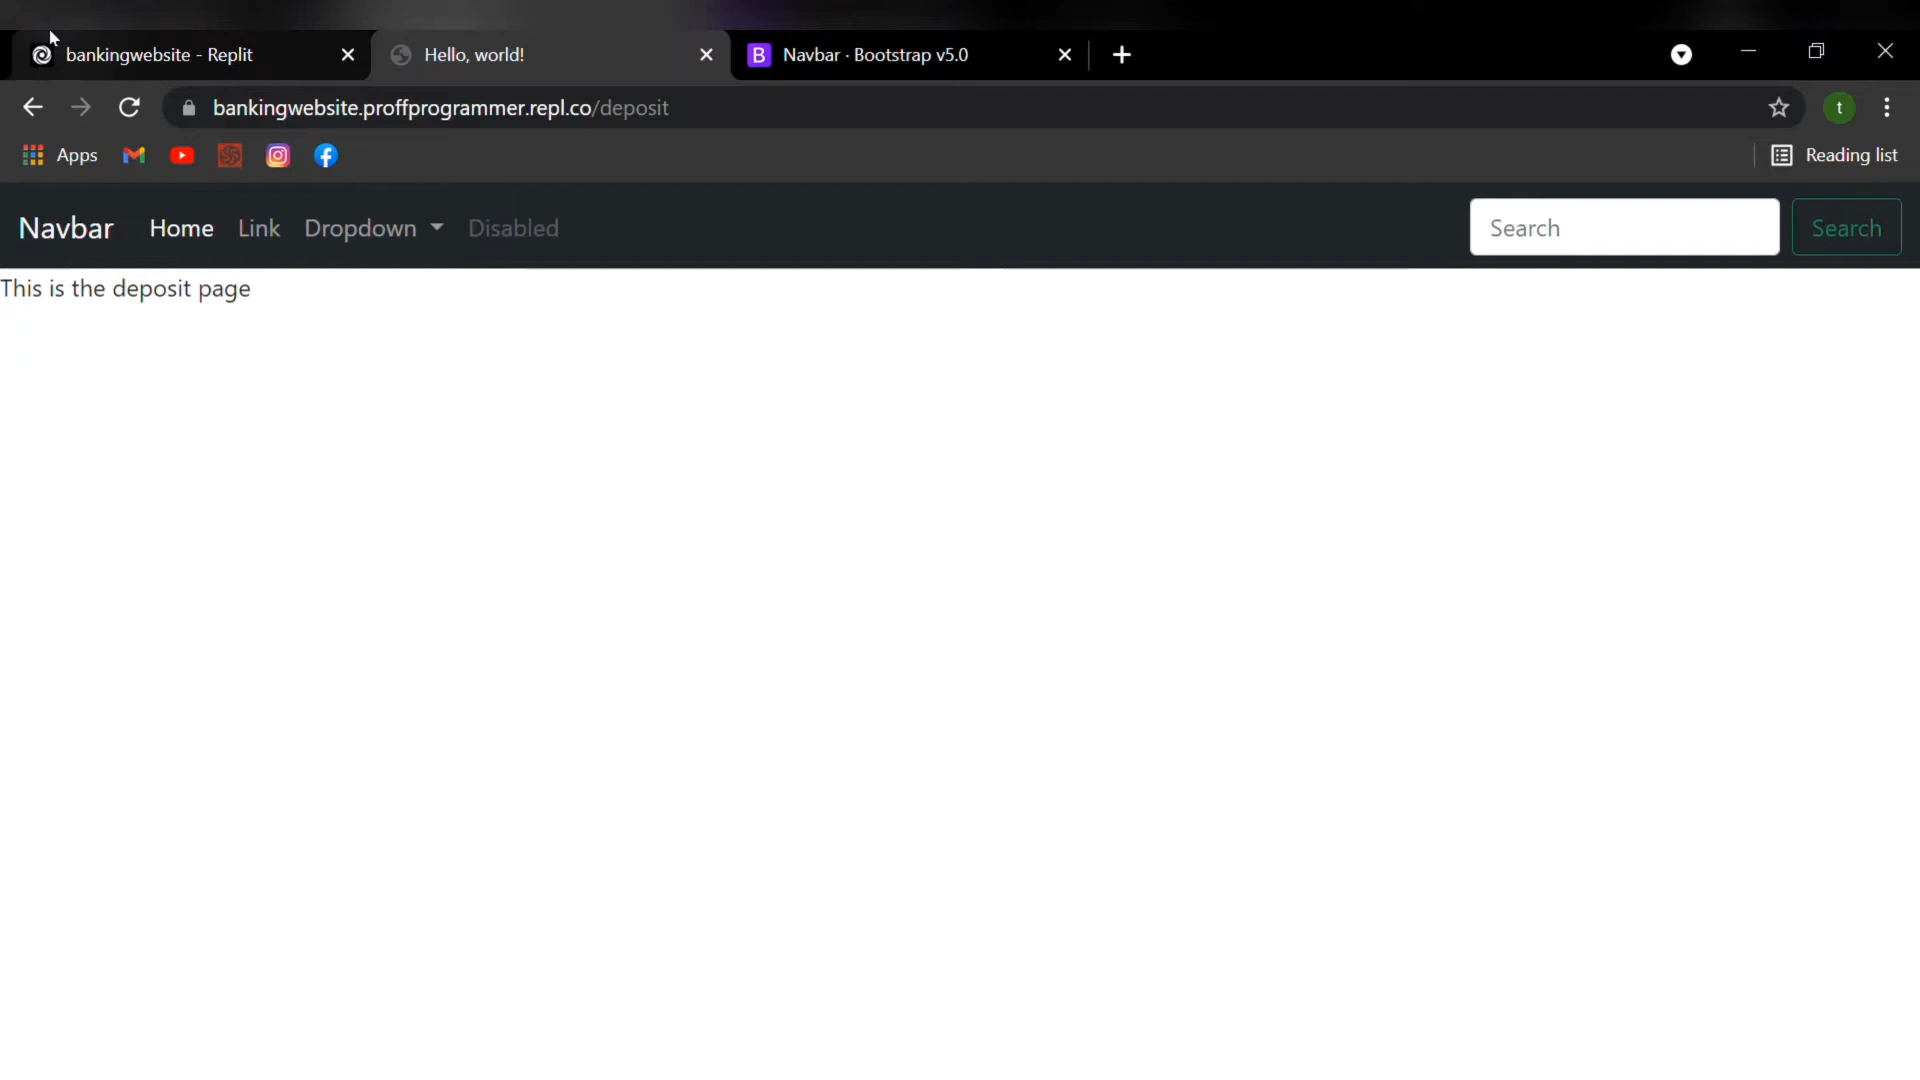 bankingwebsite - Replit
Hello, world!
B Navbar · Bootstrap v5.0
bankingwebsite.proffprogrammer.repl.co/deposit
t
Apps
Reading list
Navbar Home Link Dropdown Disabled Search Search
This is the deposit page